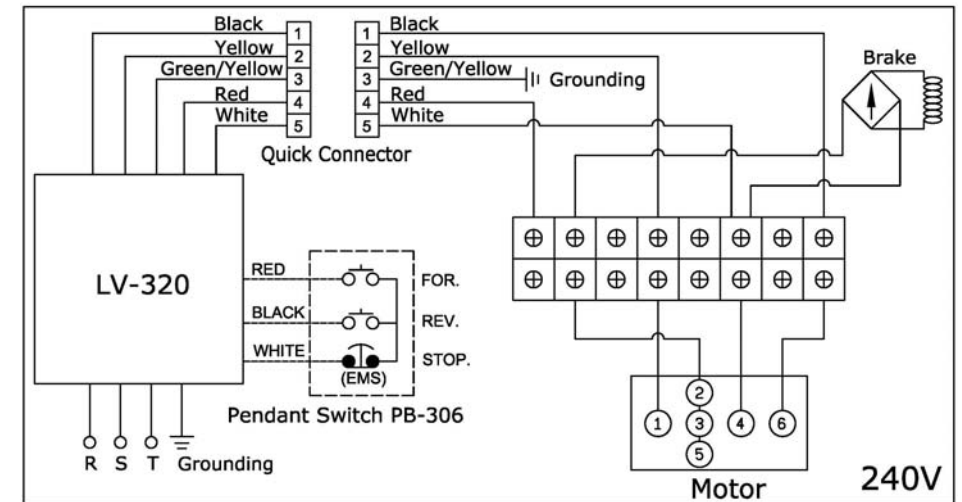 Black
Yellow
Green/Yellow
Red
White
1
2
3
4
5
1
2
3
4
5
Black
Yellow
Green/Yellow
Red
White
Grounding
Brake
Quick Connector
LV-320
RED
BLACK
WHITE
FOR.
REV.
STOP.
(EMS)
Pendant Switch PB-306
R S T Grounding
2
1 3 4 6
5
Motor
240V